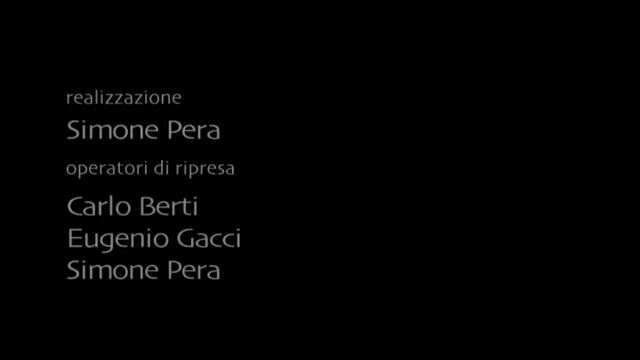 realizzazione
Simone Pera
operatori di ripresa
Carlo Berti
Eugenio Gacci
Simone Pera